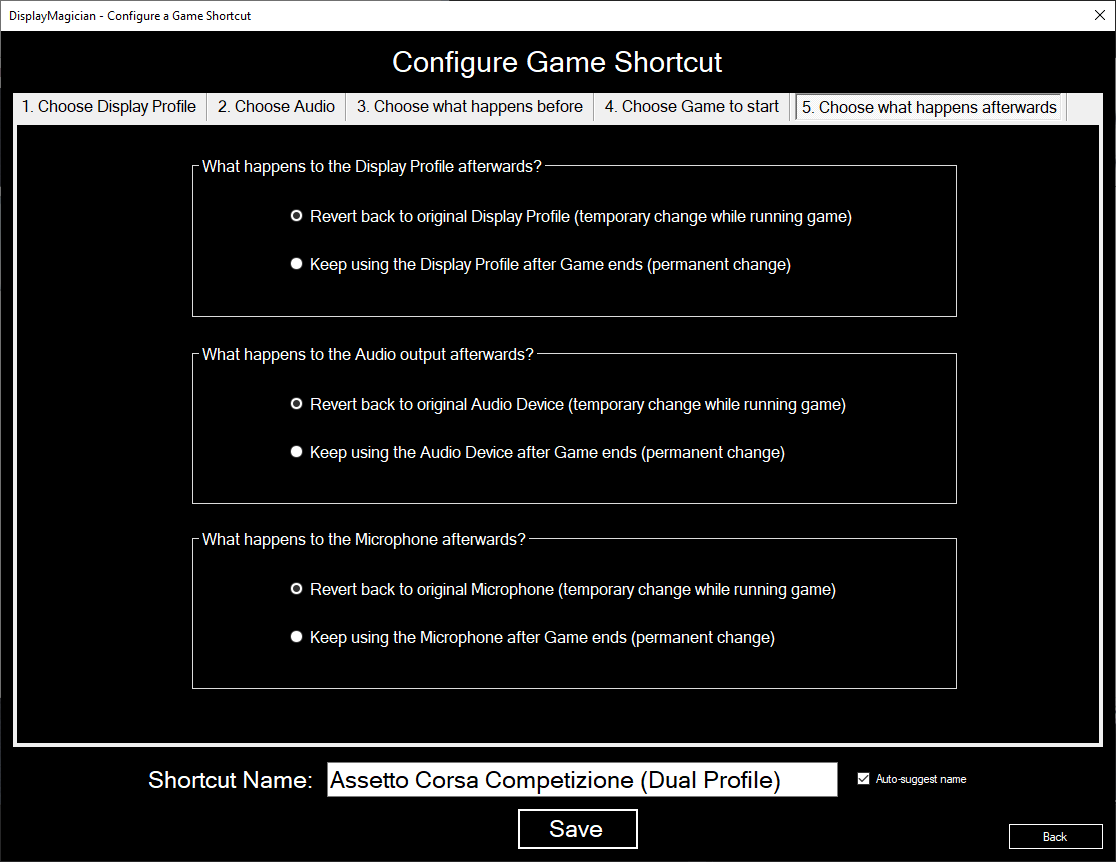 DisplayMagician - Configure a Game Shortcut
Configure Game Shortcut
1. Choose Display Profile
2. Choose Audio
3. Choose what happens before
4. Choose Game to start
5. Choose what happens afterwards
What happens to the Display Profile afterwards?
Revert back to original Display Profile (temporary change while running game)
Keep using the Display Profile after Game ends (permanent change)
What happens to the Audio output afterwards?
Revert back to original Audio Device (temporary change while running game)
Keep using the Audio Device after Game ends (permanent change)
What happens to the Microphone afterwards?
Revert back to original Microphone (temporary change while running game)
Keep using the Microphone after Game ends (permanent change)
Shortcut Name: Assetto Corsa Competizione (Dual Profile)
Auto-suggest name
Save
Back